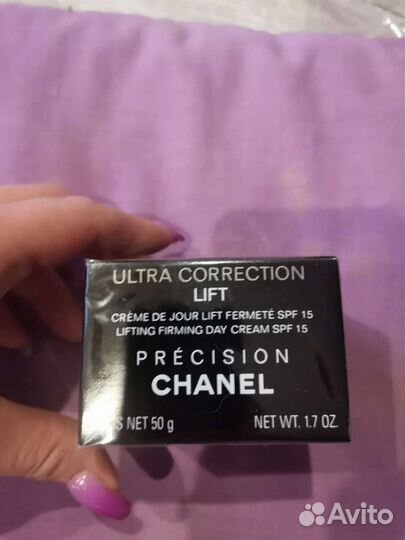 ULTRA CORRECTION
LIFT
CRÈME DE JOUR LIFT FERMETÉ SPF 15
LIFTING FIRMING DAY CREAM SPF 15
PRÉCISION
CHANEL
NET 50 g NET WT. 1.7 OZ.
Avito